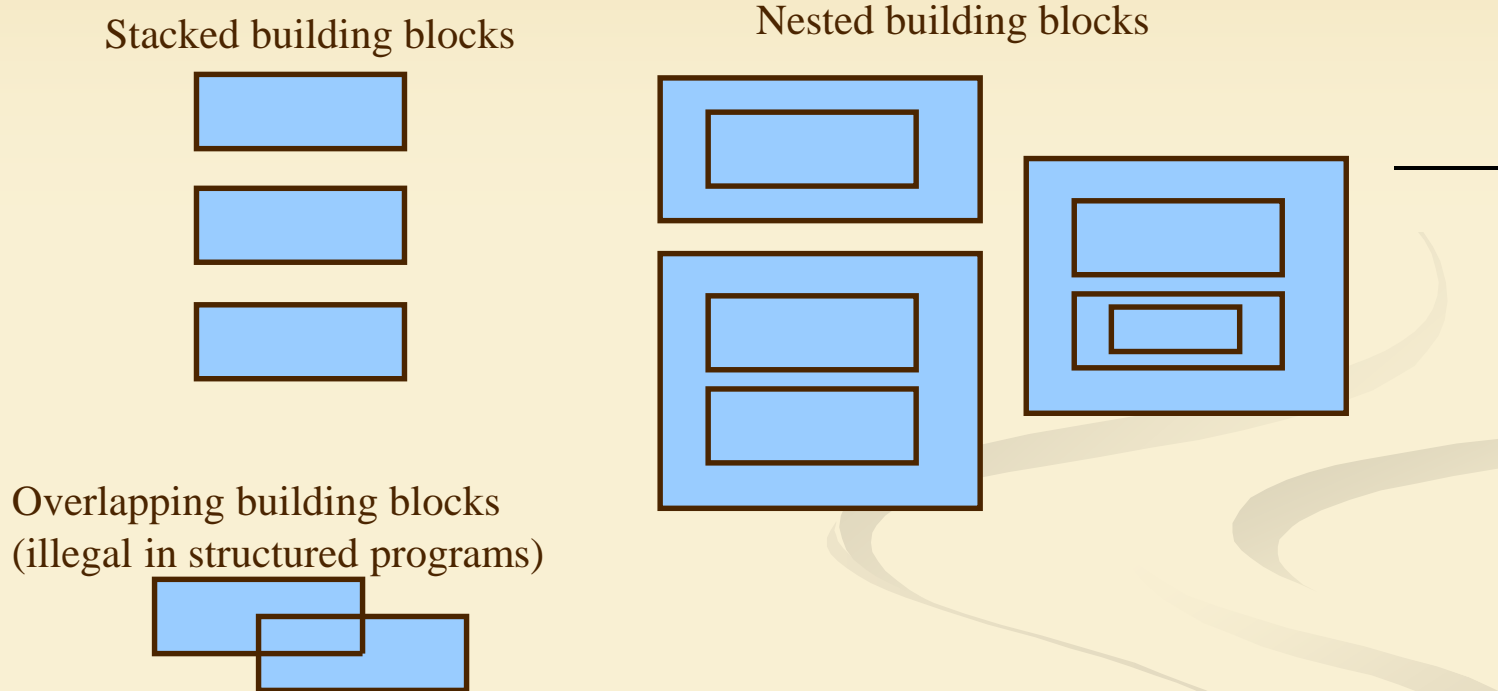 Stacked building blocks
Nested building blocks
Overlapping building blocks
(illegal in structured programs)